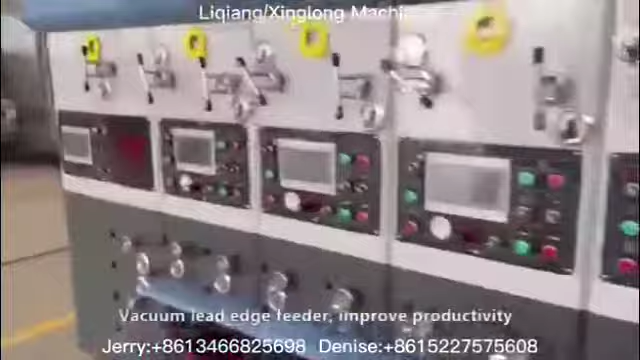 Liqiang/Xinglong Machi
Vacuum lead edge feeder, improve productivity
Jerry:+8613466825698 Denise:+8615227575608